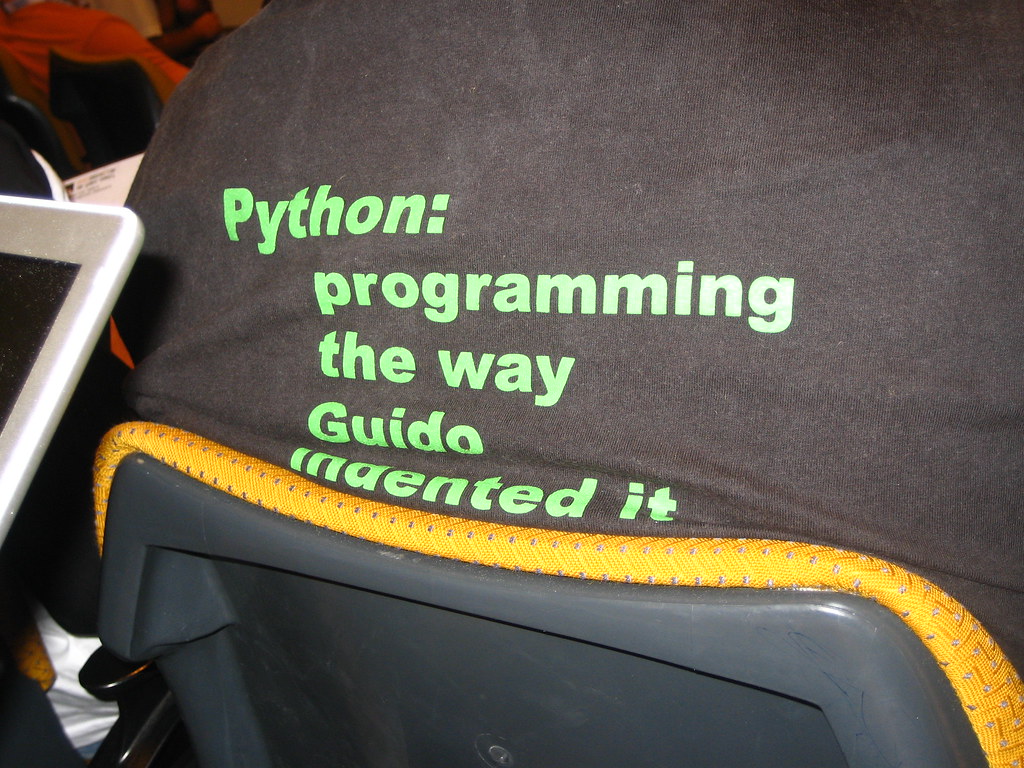 Python:
programming
the way
Guido
indented it